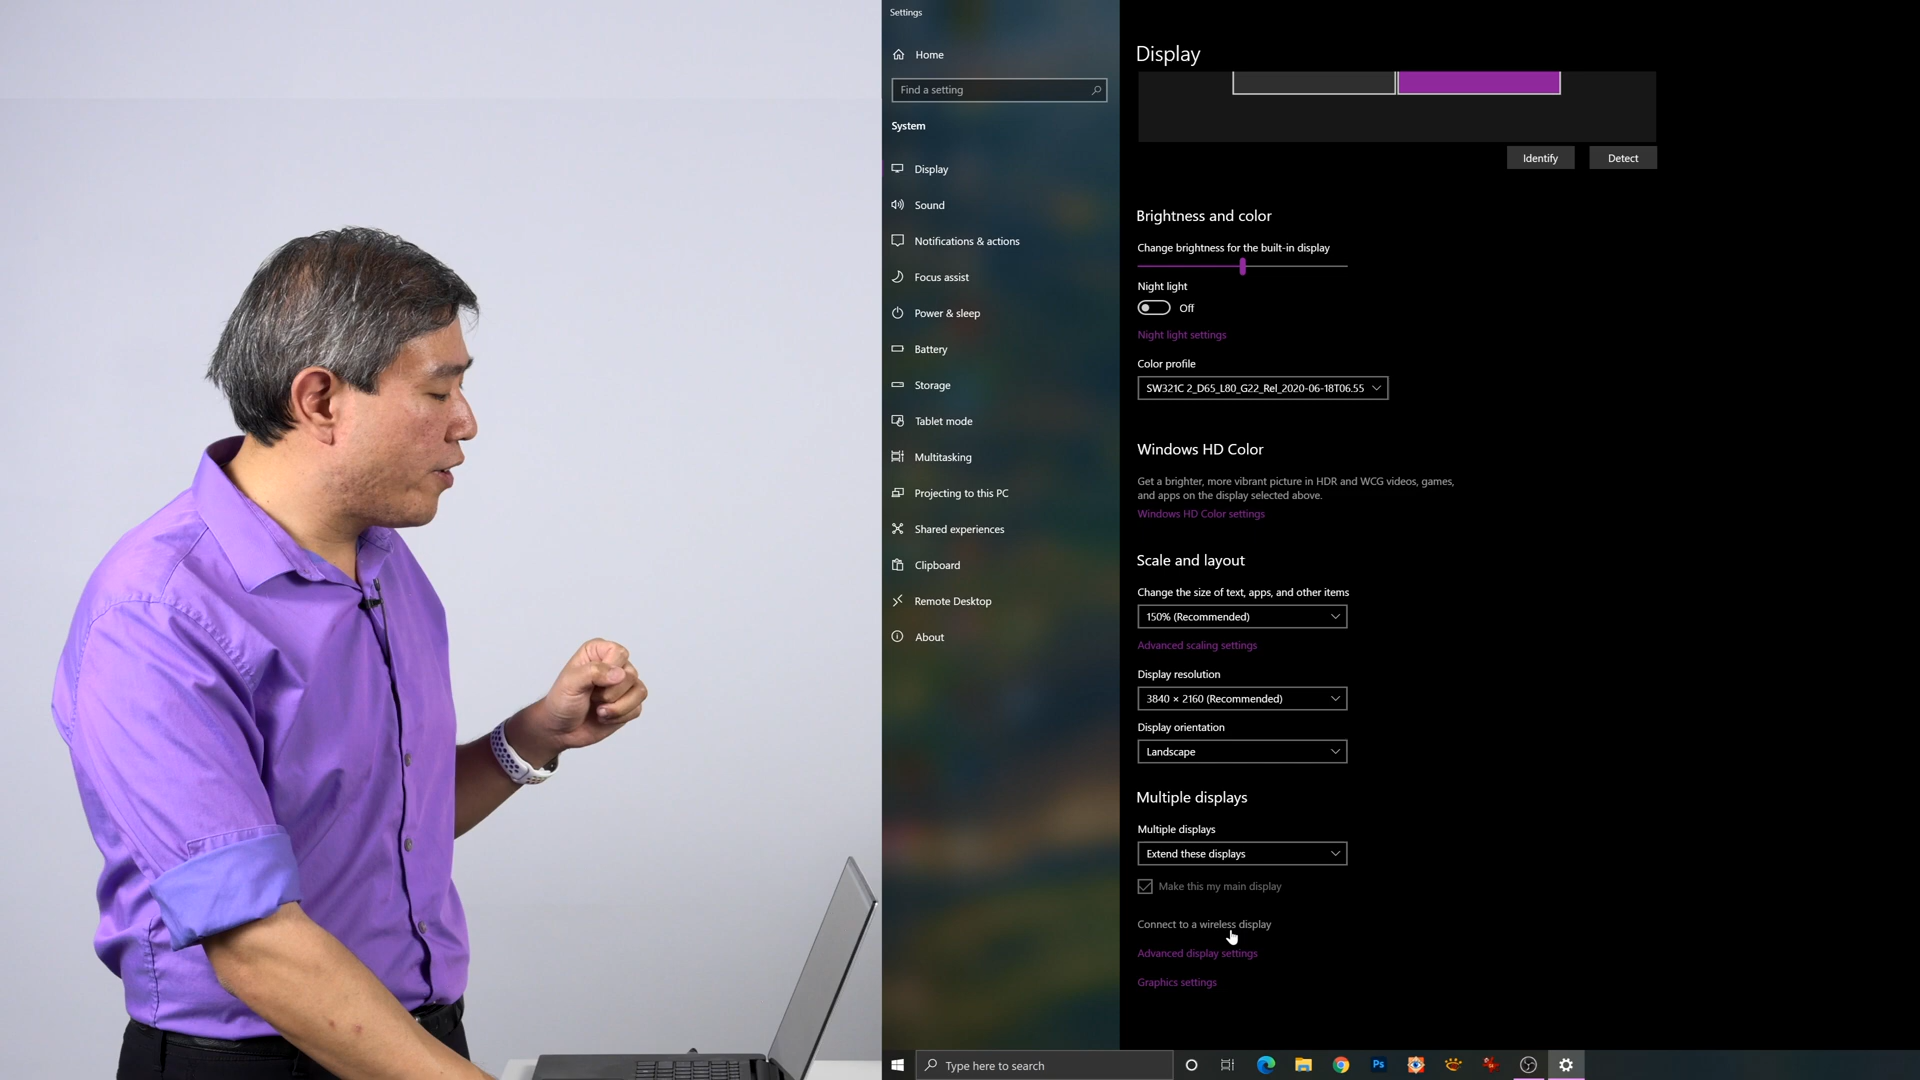 Settings
Home
Find a setting
System
Display
Sound
Notifications & actions
Focus assist
Power & sleep
Battery
Storage
Tablet mode
Multitasking
Projecting to this PC
Shared experiences
Clipboard
Remote Desktop
About
Display
Identify
Detect
Brightness and color
Change brightness for the built-in display
Night light
Off
Night light settings
Color profile
SW321C 2_D65_L80_G22_Rel_2020-06-18T06.55
Windows HD Color
Get a brighter, more vibrant picture in HDR and WCG videos, games,
and apps on the display selected above.
Windows HD Color settings
Scale and layout
Change the size of text, apps, and other items
150% (Recommended)
Advanced scaling settings
Display resolution
3840 × 2160 (Recommended)
Display orientation
Landscape
Multiple displays
Multiple displays
Extend these displays
Make this my main display
Connect to a wireless display
Advanced display settings
Graphics settings
Type here to search
Ps